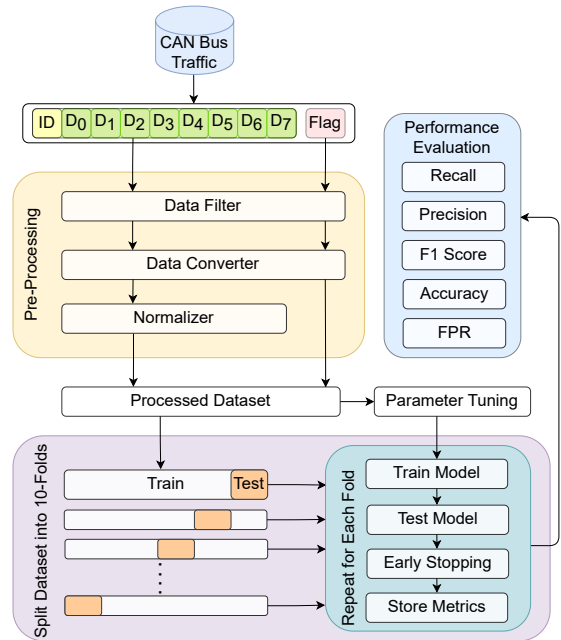 CAN Bus
Traffic
ID D0 D1 D2 D3 D4 D5 D6 D7 Flag
Pre-Processing
Data Filter
Data Converter
Normalizer
Performance
Evaluation
Recall
Precision
F1 Score
Accuracy
FPR
Processed Dataset
Parameter Tuning
Split Dataset into 10-Folds
Train Test
Repeat for Each Fold
Train Model
Test Model
Early Stopping
Store Metrics